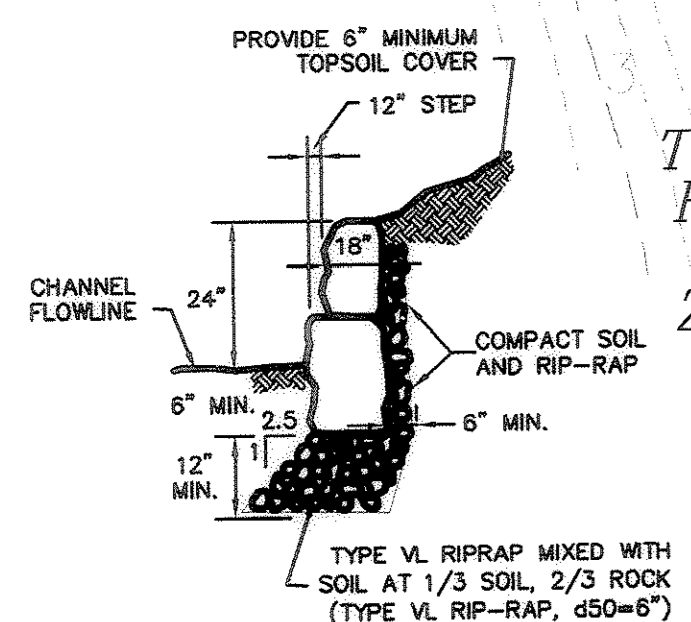 PROVIDE 6" MINIMUM
TOPSOIL COVER
12" STEP
3
T
18"
CHANNEL
FLOWLINE
24"
2
COMPACT SOIL
AND RIP-RAP
6" MIN.
2.5
1
6" MIN.
12"
MIN.
TYPE VL RIPRAP MIXED WITH
SOIL AT 1/3 SOIL, 2/3 ROCK
(TYPE VL RIP-RAP, d50=6")